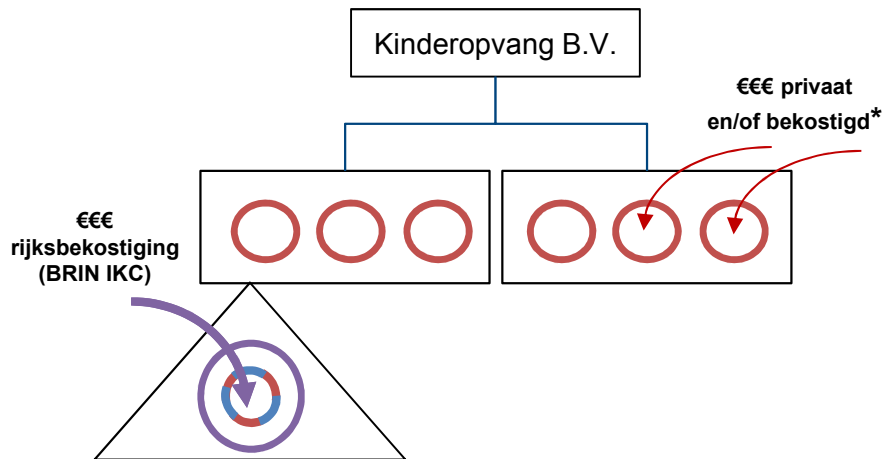 Kinderopvang B.V.
€€€ privaat
en/of bekostigd*
€€€
rijksbekostiging
(BRIN IKC)